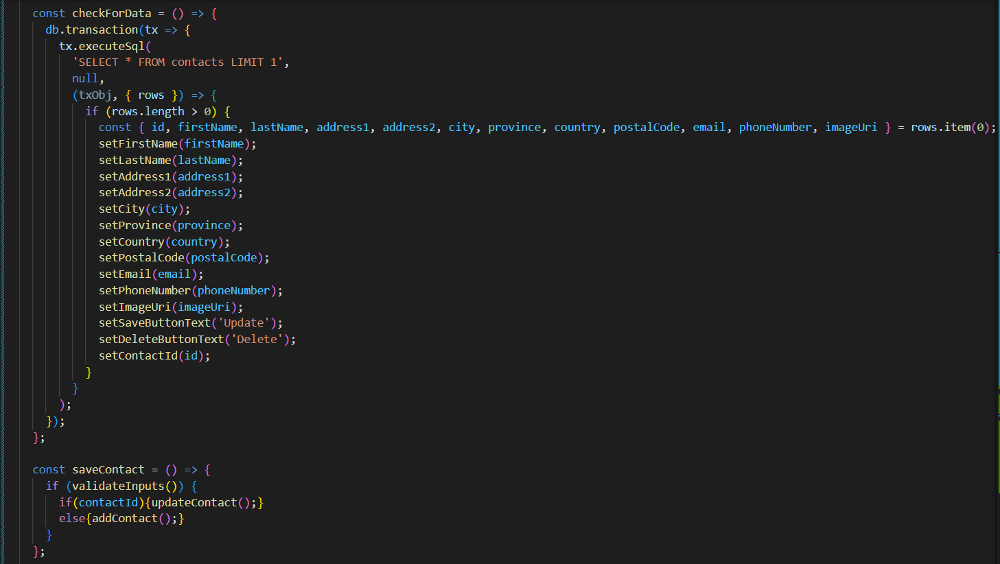 const checkForData = () => {
db.transaction(tx => {
tx.executeSql(
'SELECT * FROM contacts LIMIT 1',
null,
(txObj, { rows }) => {
if (rows.length > 0) {
const { id, firstName, lastName, address1, address2, city, province, country, postalCode, email, phoneNumber, imageUri } = rows.item(0);
setFirstName(firstName);
setLastName(lastName);
setAddress1(address1);
setAddress2(address2);
setCity(city);
setProvince(province);
setCountry(country);
setPostalCode(postalCode);
setEmail(email);
setPhoneNumber(phoneNumber);
setImageUri(imageUri);
setSaveButtonText('Update');
setDeleteButtonText('Delete');
setContactId(id);
}
}
);
});
};
const saveContact = () => {
if (validateInputs()) {
if(contactId){updateContact();}
else{addContact();}
}
};